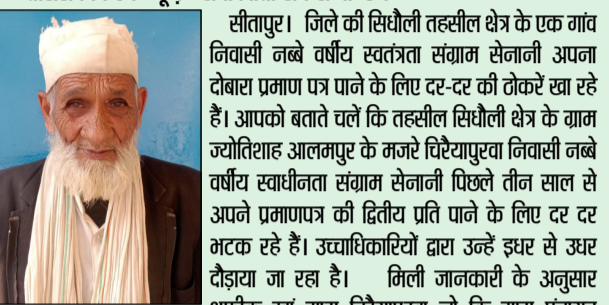 सीतापुर। जिले की सिधौली तहसील क्षेत्र के एक गांव
निवासी नब्बे वर्षीय स्वतंत्रता संग्राम सेनानी अपना
दोबारा प्रमाण पत्र पाने के लिए दर-दर की ठोकरें खा रहे
हैं। आपको बताते चलें कि तहसील सिधौली क्षेत्र के ग्राम
ज्योतिशाह आलमपुर के मजरे चिरैयापुरवा निवासी नब्बे
वर्षीय स्वाधीनता संग्राम सेनानी पिछले तीन साल से
अपने प्रमाणपत्र की द्वितीय प्रति पाने के लिए दर दर
भटक रहे हैं। उच्चाधिकारियों द्वारा उन्हें इधर से उधर
दौड़ाया जा रहा है। मिली जानकारी के अनुसार